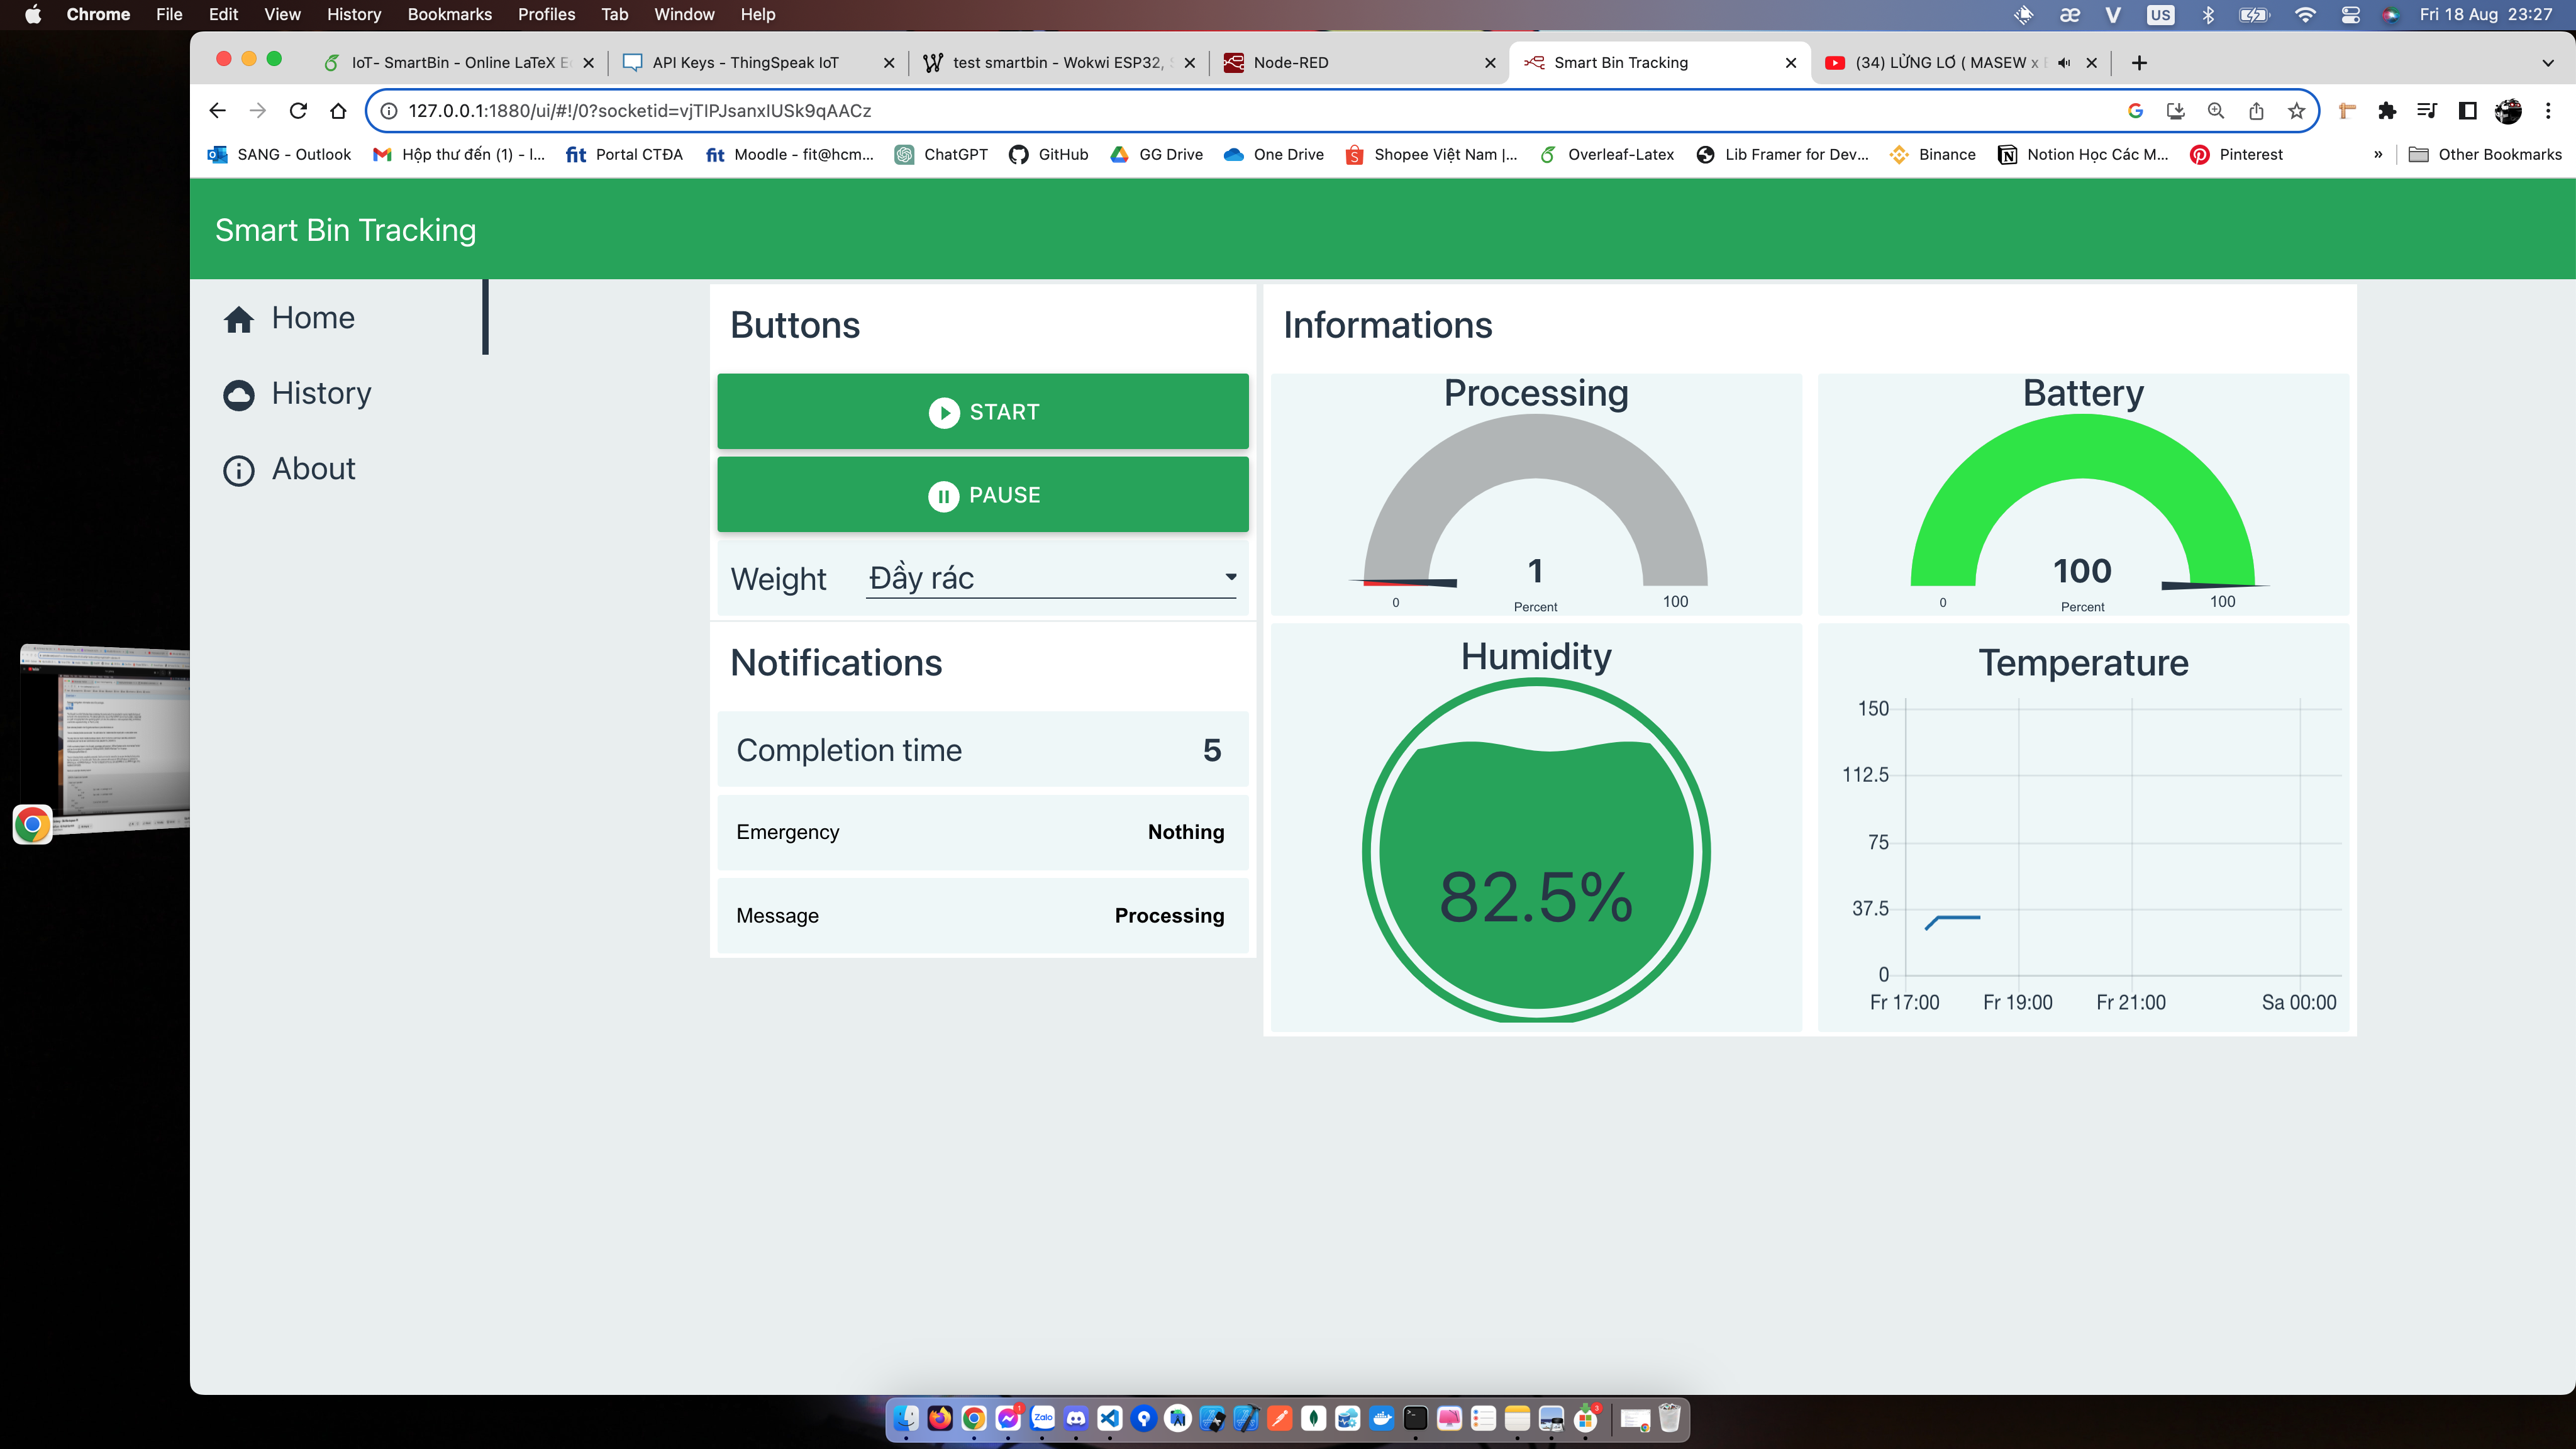 Chrome File Edit View History Bookmarks Profiles Tab Window Help US Fri 18 Aug 23:27
IoT- SmartBin - Online LaTeX E API Keys - ThingSpeak IoT test smartbin - Wokwi ESP32, Node-RED Smart Bin Tracking (34) LỪNG LƠ ( MASEW x
127.0.0.1:1880/ui/#!/0?socketid=vjTIPJsanxIUSk9qAACz
SANG - Outlook Hộp thư đến (1) - l... fit Portal CTĐA fit Moodle - fit@hcm... ChatGPT GitHub GG Drive One Drive Shopee Việt Nam |... Overleaf-Latex Lib Framer for Dev... Binance Notion Học Các M... Pinterest » Other Bookmarks
Smart Bin Tracking
Home
History
About
Buttons
START
PAUSE
Weight Đầy rác
Notifications
Completion time 5
Emergency Nothing
Message Processing
Informations
Processing
1
0 Percent 100
Battery
100
0 Percent 100
Humidity
82.5%
Temperature
150
112.5
75
37.5
0
Fr 17:00 Fr 19:00 Fr 21:00 Sa 00:00
1 Zalo 3